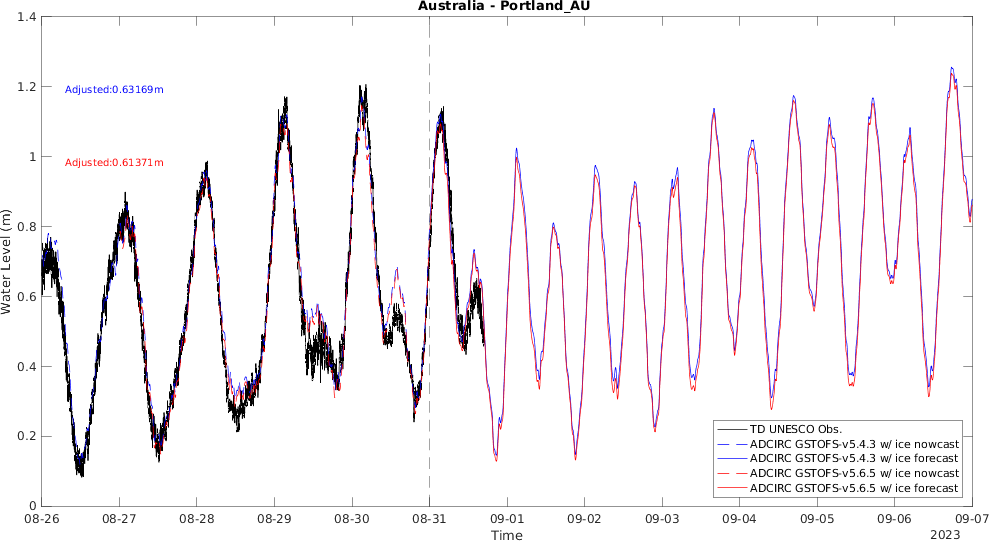 Australia - Portland_AU
1.4
1.2
1
0.8
0.6
0.4
0.2
0
Water Level (m)
Adjusted:0.63169m
Adjusted:0.61371m
TD UNESCO Obs.
ADCIRC GSTOFS-v5.4.3 w/ ice nowcast
ADCIRC GSTOFS-v5.4.3 w/ ice forecast
ADCIRC GSTOFS-v5.6.5 w/ ice nowcast
ADCIRC GSTOFS-v5.6.5 w/ ice forecast
08-26 08-27 08-28 08-29 08-30 08-31 09-01 09-02 09-03 09-04 09-05 09-06 09-07
Time
2023